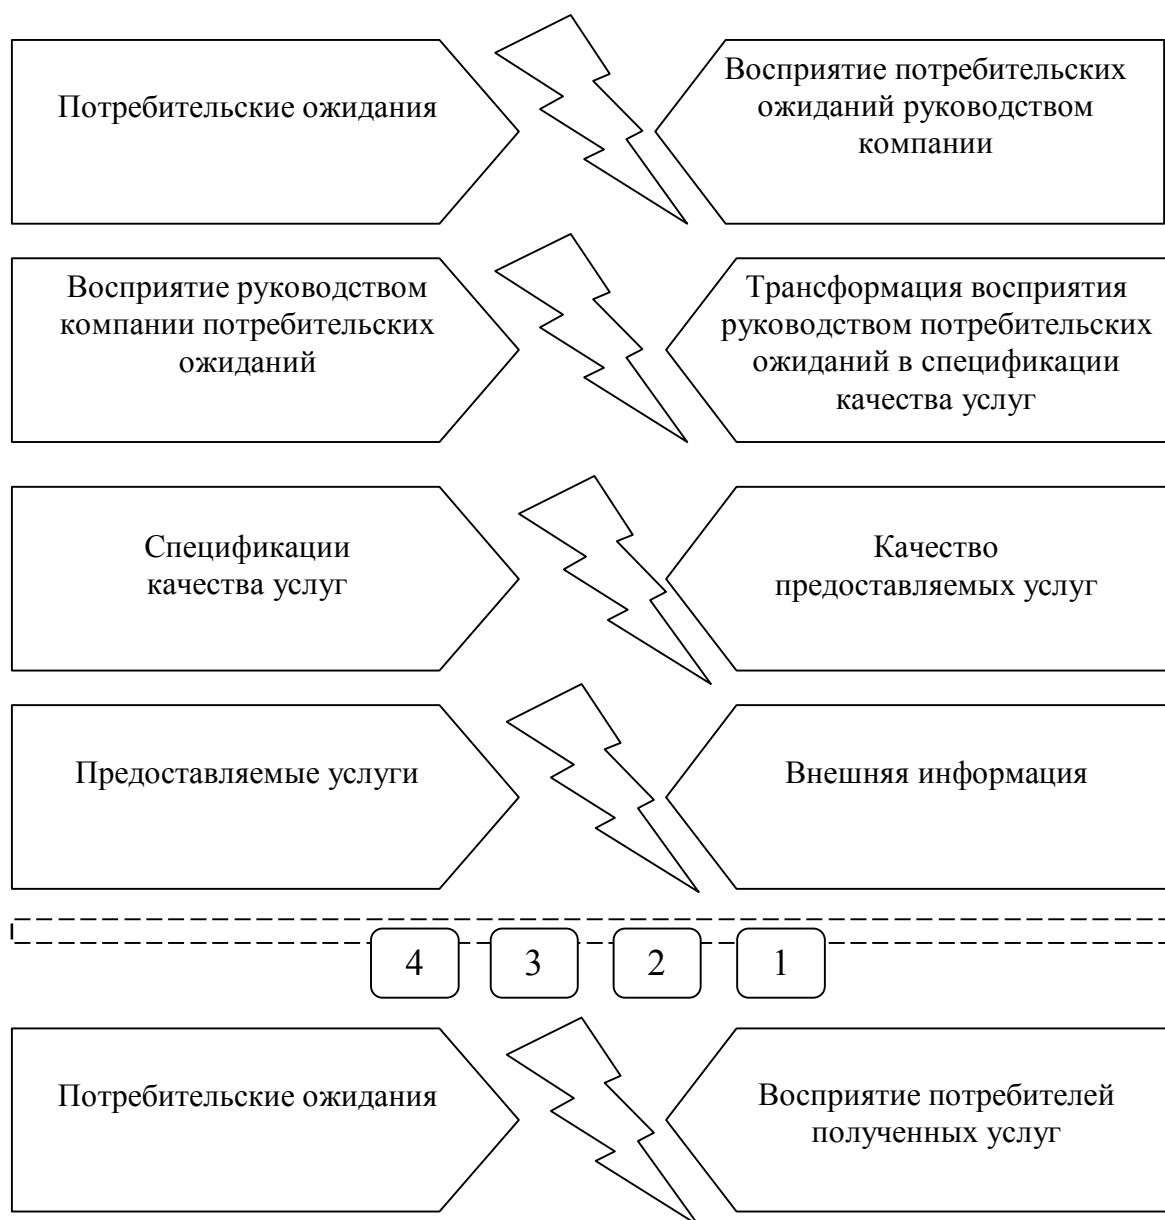 Потребительские ожидания
Восприятие потребительских
ожиданий руководством
компании
Восприятие руководством
компании потребительских
ожиданий
Трансформация восприятия
руководством потребительских
ожиданий в спецификации
качества услуг
Спецификации
качества услуг
Качество
предоставляемых услуг
Предоставляемые услуги
Внешняя информация
4 3 2 1
Потребительские ожидания
Восприятие потребителей
полученных услуг